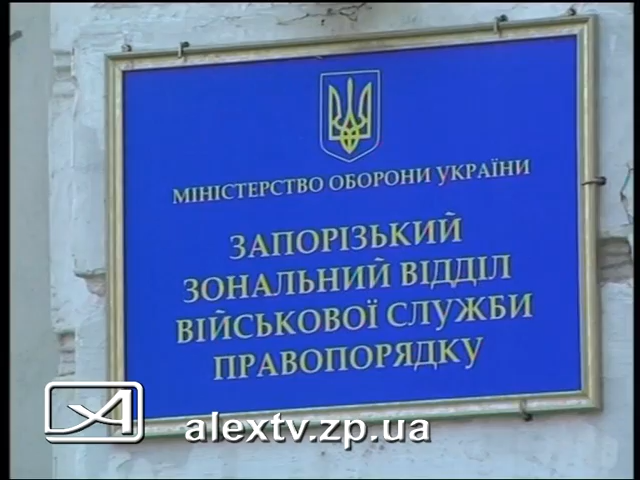 МІНІСТЕРСТВО ОБОРОНИ УКРАЇНИ
ЗАПОРІЗЬКИЙ
ЗОНАЛЬНИЙ ВІДДІЛ
ВІЙСЬКОВОЇ СЛУЖБИ
ПРАВОПОРЯДКУ
alextv.zp.ua